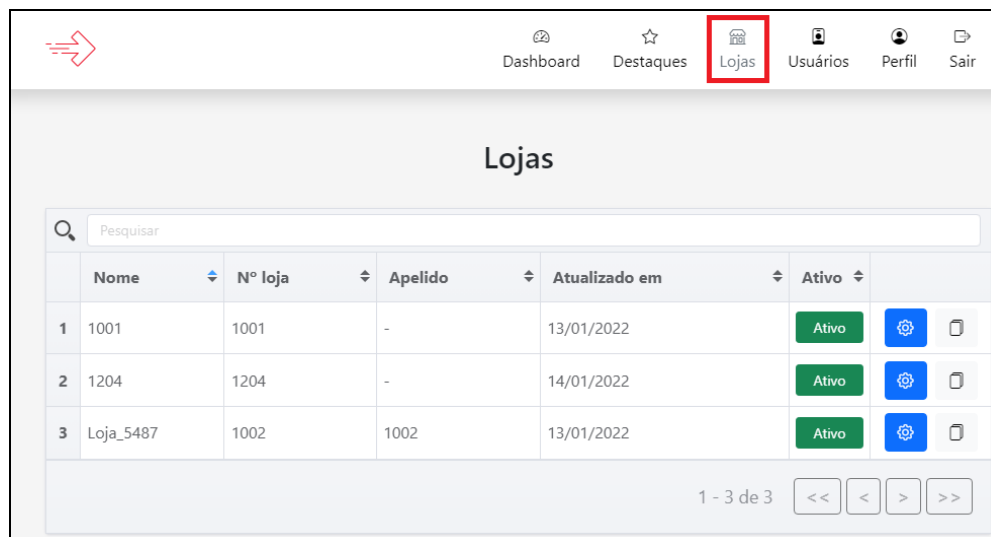 Dashboard Destaques Lojas Usuários Perfil Sair
Lojas
Pesquisar
Nome Nº loja Apelido Atualizado em Ativo
1 1001 1001 - 13/01/2022 Ativo
2 1204 1204 - 14/01/2022 Ativo
3 Loja_5487 1002 1002 13/01/2022 Ativo
1 - 3 de 3 << < > >>